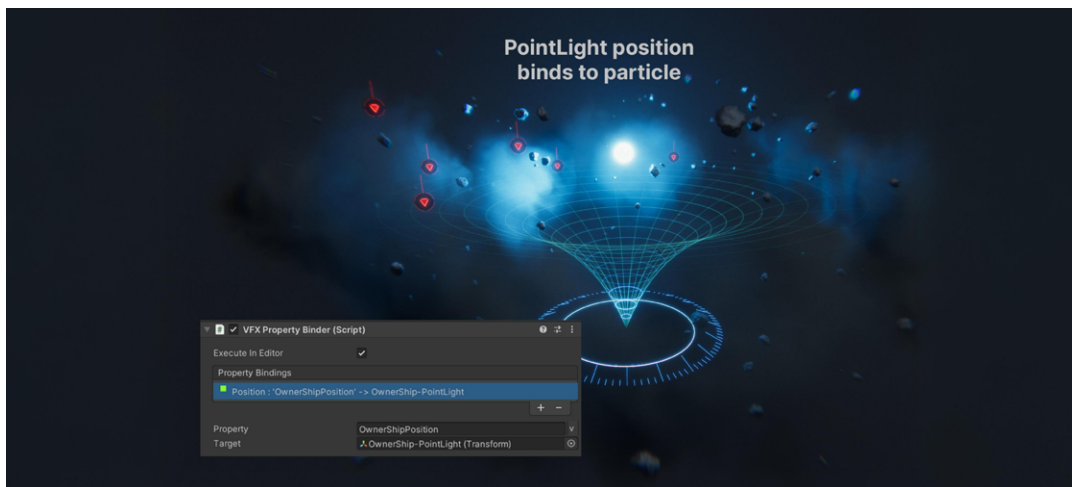 PointLight position
binds to particle
VFX Property Binder (Script)
Execute In Editor
Property Bindings
Position : 'OwnerShipPosition' -> OwnerShip-PointLight
+ -
Property OwnerShipPosition
Target OwnerShip-PointLight (Transform)